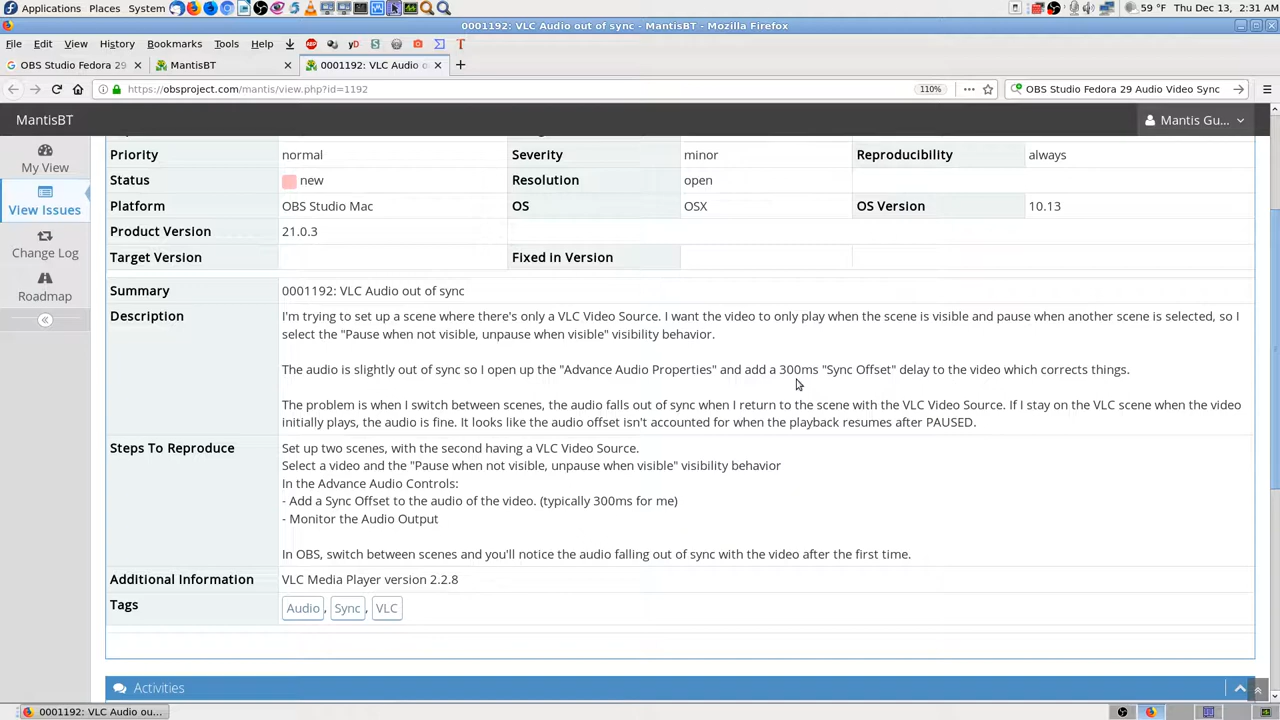 Applications Places System 59 °F Thu Dec 13, 2:31 AM
0001192: VLC Audio out of sync - MantisBT - Mozilla Firefox
File Edit View History Bookmarks Tools Help
OBS Studio Fedora 29 MantisBT 0001192: VLC Audio o
https://obsproject.com/mantis/view.php?id=1192 110% OBS Studio Fedora 29 Audio Video Sync
MantisBT Mantis Gu...
My View
View Issues
Change Log
Roadmap
Priority normal Severity minor Reproducibility always
Status new Resolution open
Platform OBS Studio Mac OS OSX OS Version 10.13
Product Version 21.0.3
Target Version Fixed in Version
Summary 0001192: VLC Audio out of sync
Description I'm trying to set up a scene where there's only a VLC Video Source. I want the video to only play when the scene is visible and pause when another scene is selected, so I
select the "Pause when not visible, unpause when visible" visibility behavior.
The audio is slightly out of sync so I open up the "Advance Audio Properties" and add a 300ms "Sync Offset" delay to the video which corrects things.
The problem is when I switch between scenes, the audio falls out of sync when I return to the scene with the VLC Video Source. If I stay on the VLC scene when the video
initially plays, the audio is fine. It looks like the audio offset isn't accounted for when the playback resumes after PAUSED.
Steps To Reproduce Set up two scenes, with the second having a VLC Video Source.
Select a video and the "Pause when not visible, unpause when visible" visibility behavior
In the Advance Audio Controls:
- Add a Sync Offset to the audio of the video. (typically 300ms for me)
- Monitor the Audio Output
In OBS, switch between scenes and you'll notice the audio falling out of sync with the video after the first time.
Additional Information VLC Media Player version 2.2.8
Tags Audio, Sync, VLC
Activities
0001192: VLC Audio ou...